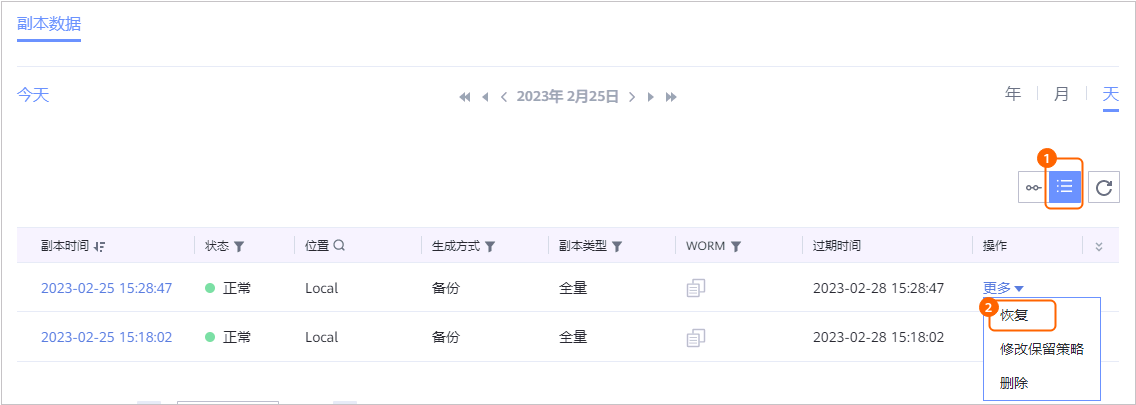 副本数据
今天
2023年 2月25日
年 月 天
1
副本时间 状态 位置 生成方式 副本类型 WORM 过期时间 操作
2023-02-25 15:28:47 正常 Local 备份 全量 2023-02-28 15:28:47 更多
2 恢复
2023-02-25 15:18:02 正常 Local 备份 全量 2023-02-28 15:18:02
修改保留策略
删除